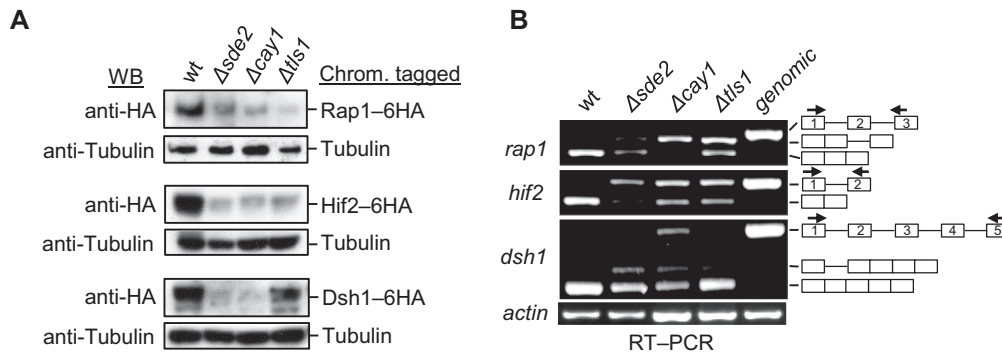 A
WB
wt
Δsde2
Δcay1
Δtls1
Chrom. tagged
anti-HA
Rap1–6HA
anti-Tubulin
Tubulin
anti-HA
Hif2–6HA
anti-Tubulin
Tubulin
anti-HA
Dsh1–6HA
anti-Tubulin
Tubulin
B
wt
Δsde2
Δcay1
Δtls1
genomic
rap1
1 2 3
hif2
1 2
dsh1
1 2 3 4 5
actin
RT–PCR